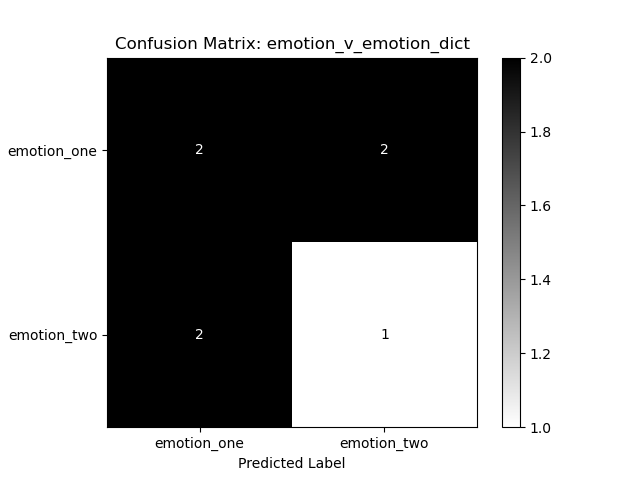 Confusion Matrix: emotion_v_emotion_dict
2.0
1.8
emotion_one 2 2
1.6
1.4
emotion_two 2 1
1.2
1.0
emotion_one emotion_two
Predicted Label